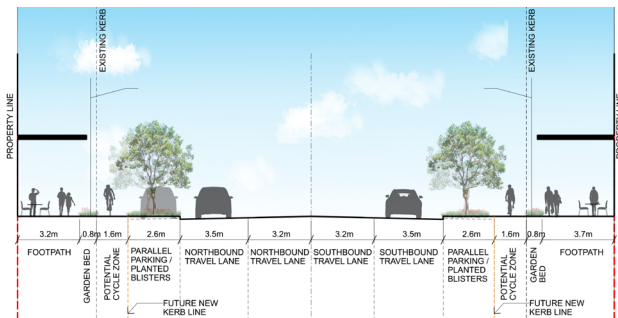 PROPERTY LINE
EXISTING KERB
EXISTING KERB
PROPERTY LINE
3.2m
0.8m
1.6m
2.6m
3.5m
3.2m
3.2m
3.5m
2.6m
1.6m
0.8m
3.7m
FOOTPATH
GARDEN BED
POTENTIAL
CYCLE ZONE
PARALLEL
PARKING /
PLANTED
BLISTERS
NORTHBOUND
TRAVEL LANE
NORTHBOUND
TRAVEL LANE
SOUTHBOUND
TRAVEL LANE
SOUTHBOUND
TRAVEL LANE
PARALLEL
PARKING /
PLANTED
BLISTERS
POTENTIAL
CYCLE ZONE
GARDEN
BED
FOOTPATH
FUTURE NEW
KERB LINE
FUTURE NEW
KERB LINE